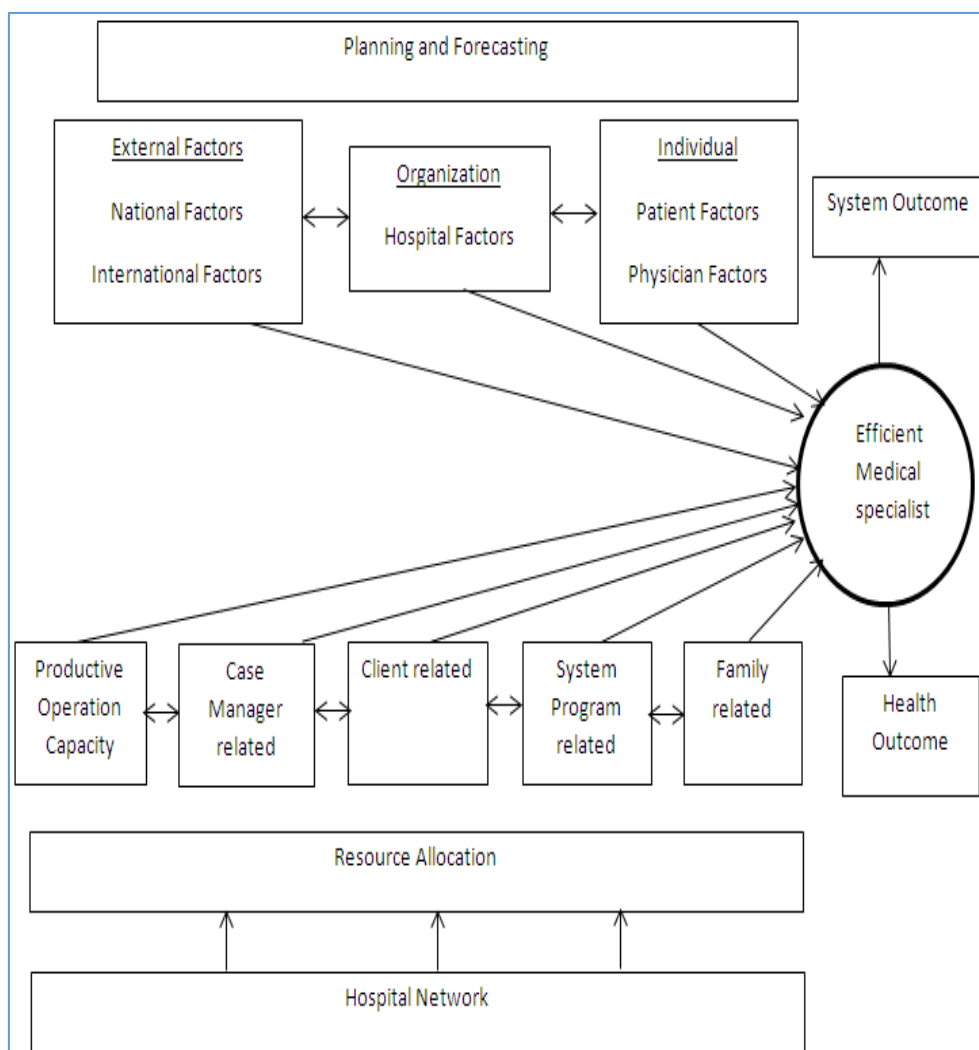 Planning and Forecasting
External Factors
National Factors
International Factors
Organization
Hospital Factors
Individual
Patient Factors
Physician Factors
System Outcome
Efficient
Medical
specialist
Productive
Operation
Capacity
Case
Manager
related
Client related
System
Program
related
Family
related
Health
Outcome
Resource Allocation
Hospital Network